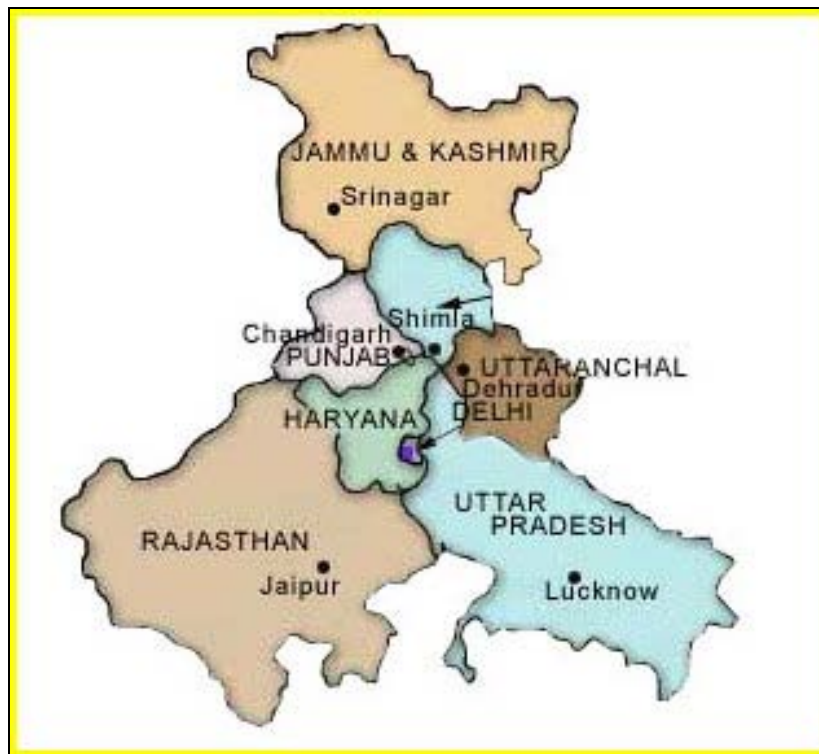 JAMMU & KASHMIR
Srinagar
Shimla
Chandigarh
PUNJAB
UTTARANCHAL
Dehradun
DELHI
HARYANA
UTTAR
PRADESH
RAJASTHAN
Jaipur
Lucknow